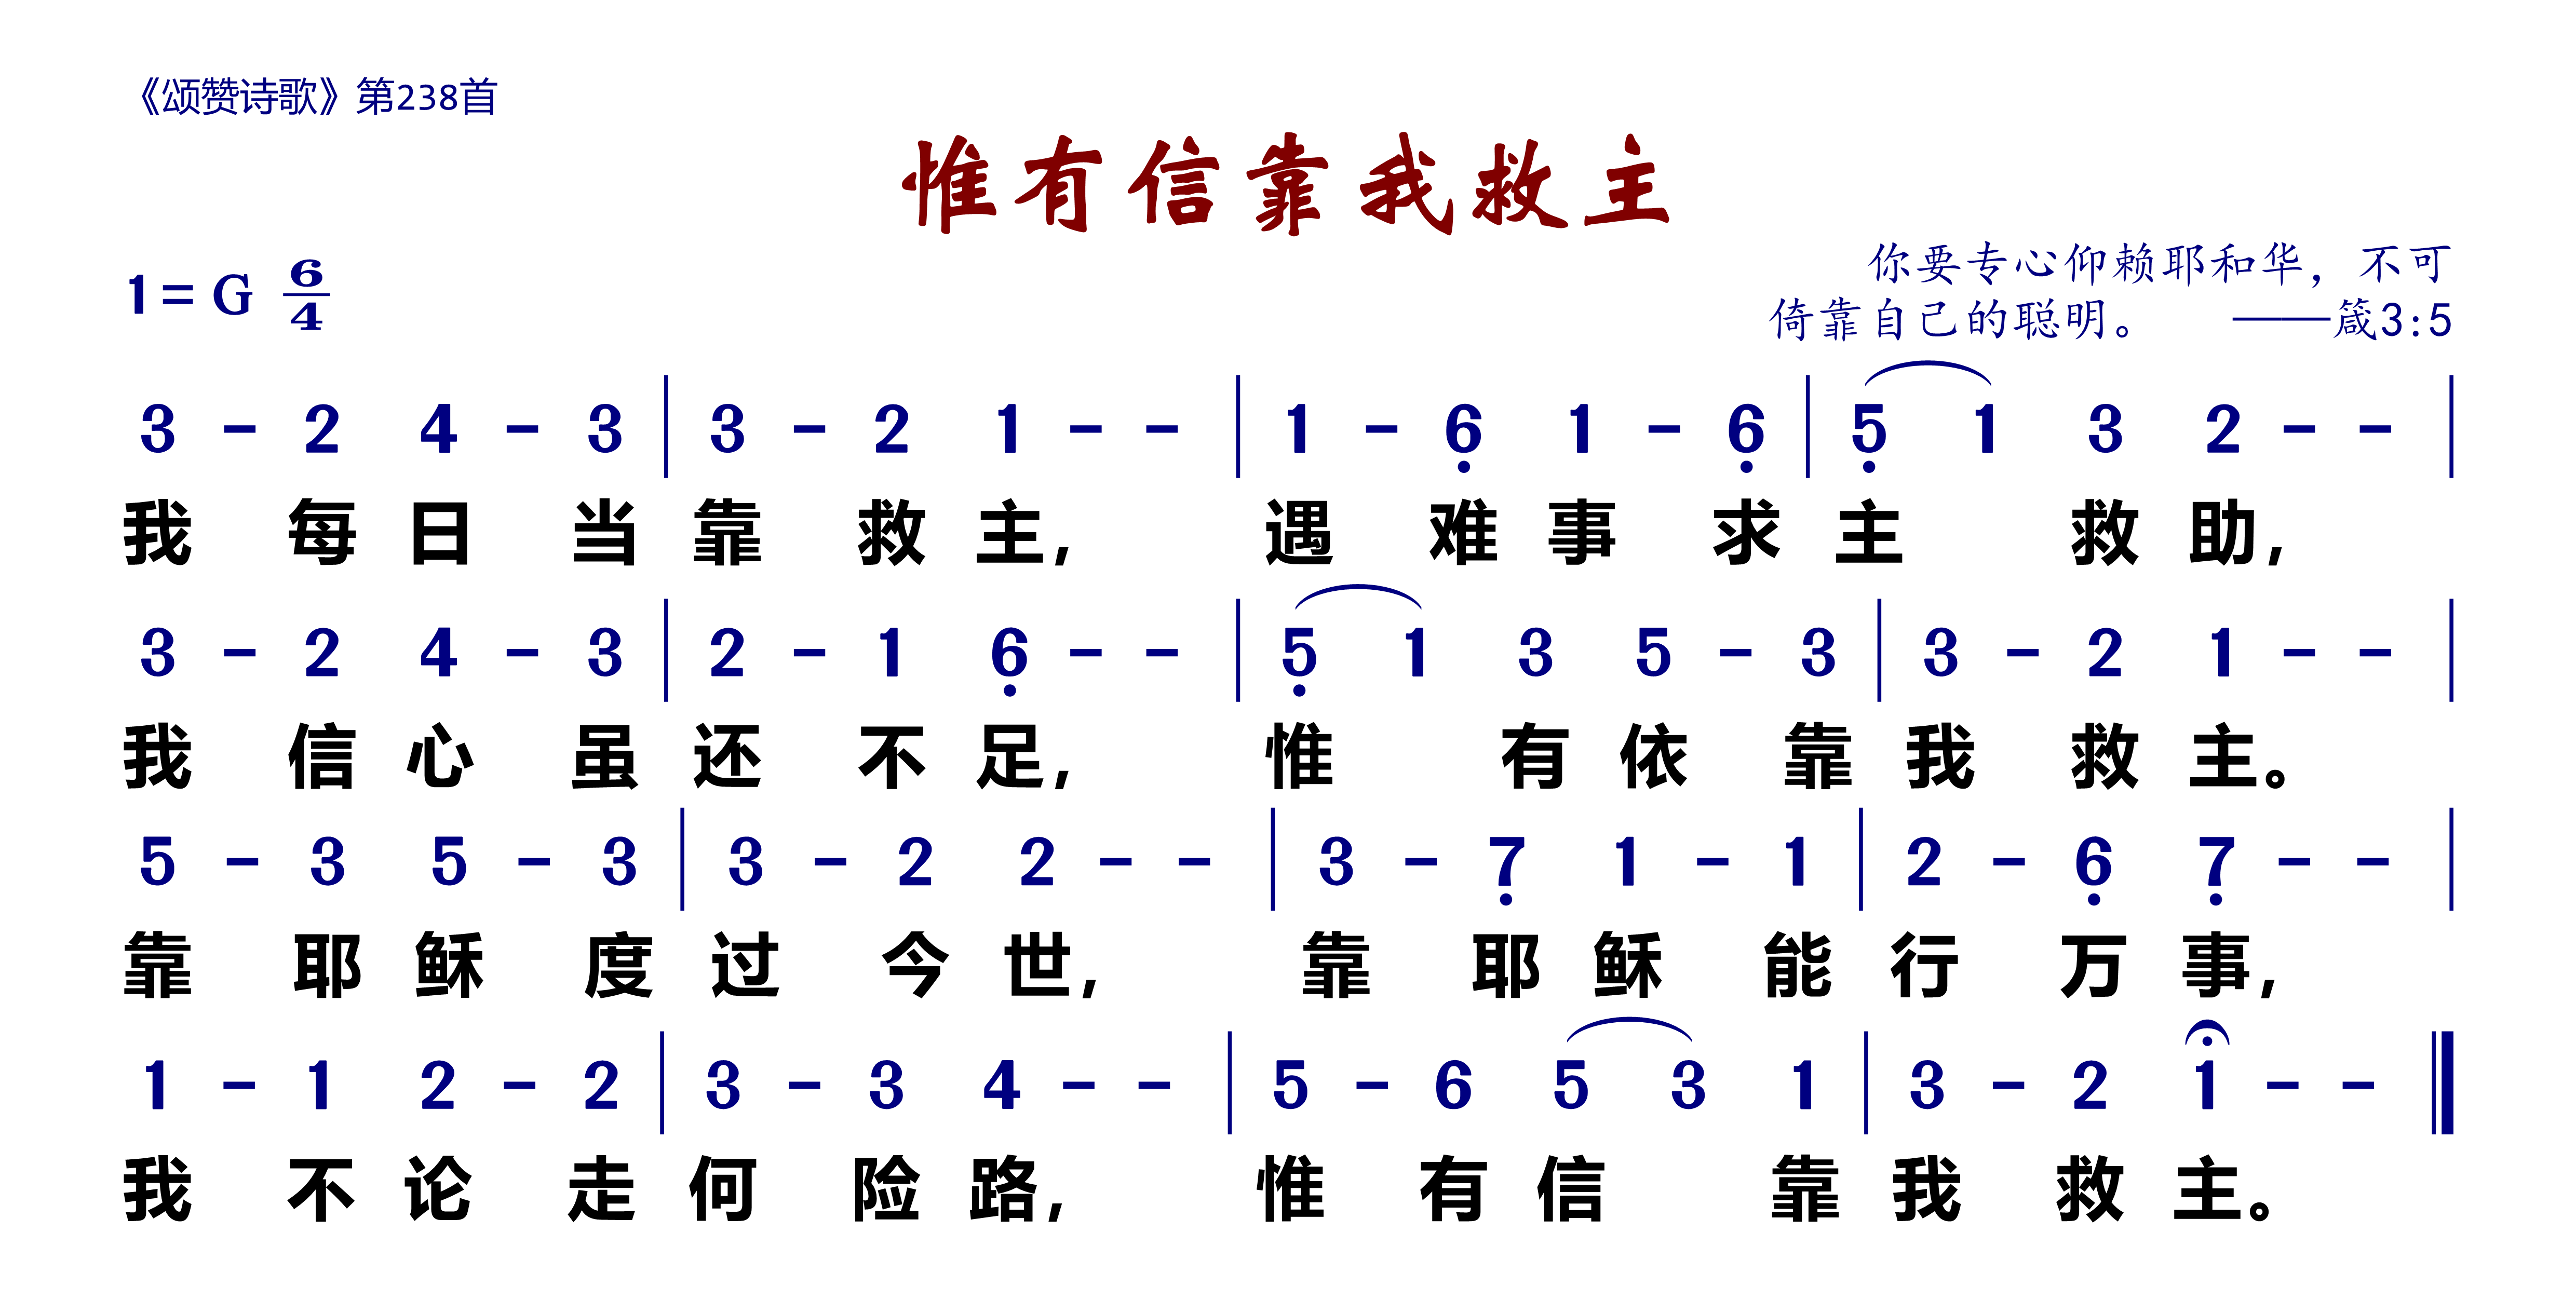 《颂赞诗歌》第238首
惟有信靠我救主
1=G 6/4
你要专心仰赖耶和华，不可
倚靠自己的聪明。 ——箴3:5
3 - 2 4 - 3 | 3 - 2 1 - - | 1 - 6̣ 1 - 6̣ | 5̣ 1 3 2 - - |
我 每 日 当 靠 救 主， 遇 难 事 求 主 救 助，
3 - 2 4 - 3 | 2 - 1 6̣ - - | 5̣ 1 3 5 - 3 | 3 - 2 1 - - |
我 信 心 虽 还 不 足， 惟 有 依 靠 我 救 主。
5 - 3 5 - 3 | 3 - 2 2 - - | 3 - 7̣ 1 - 1 | 2 - 6̣ 7̣ - - |
靠 耶 稣 度 过 今 世， 靠 耶 稣 能 行 万 事，
1 - 1 2 - 2 | 3 - 3 4 - - | 5 - 6 5 3 1 | 3 - 2 1 - - ‖
我 不 论 走 何 险 路， 惟 有 信 靠 我 救 主。